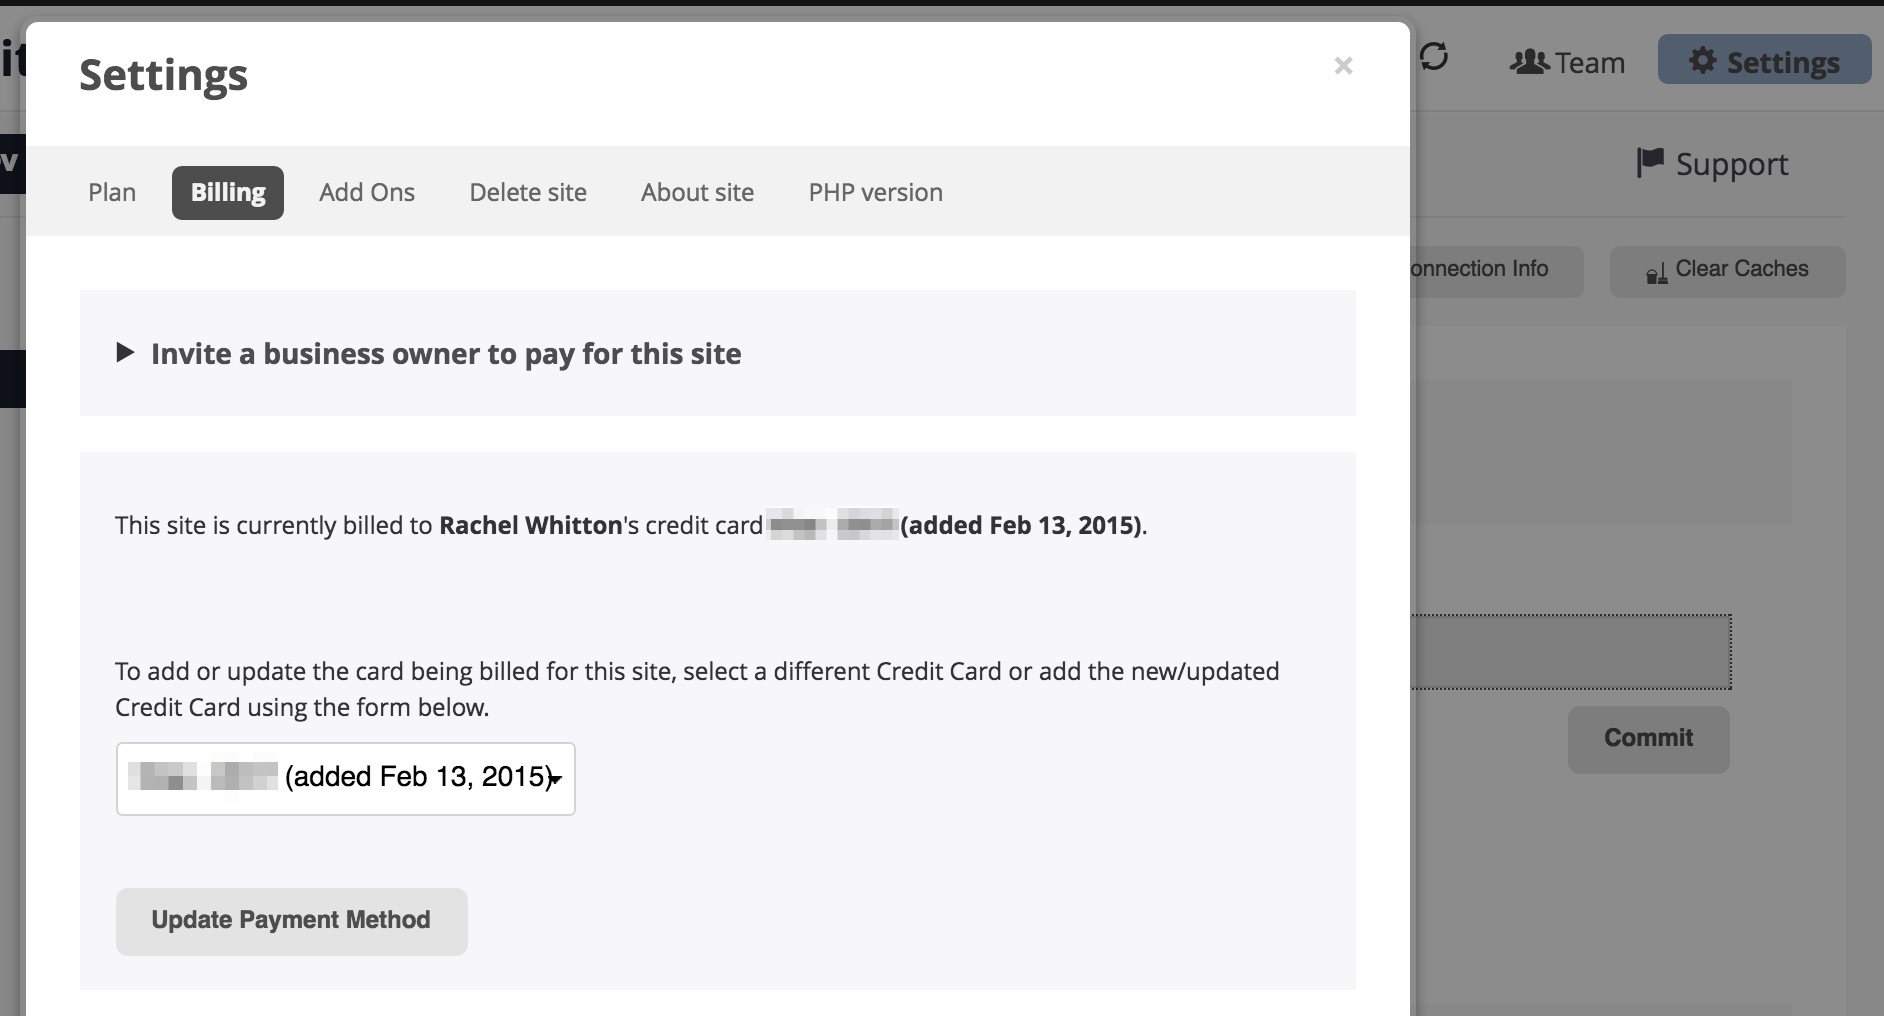 Settings
×
Team
Settings
Support
Plan
Billing
Add Ons
Delete site
About site
PHP version
onnection Info
Clear Caches
Invite a business owner to pay for this site
This site is currently billed to Rachel Whitton's credit card (added Feb 13, 2015).
To add or update the card being billed for this site, select a different Credit Card or add the new/updated
Credit Card using the form below.
(added Feb 13, 2015)
Commit
Update Payment Method